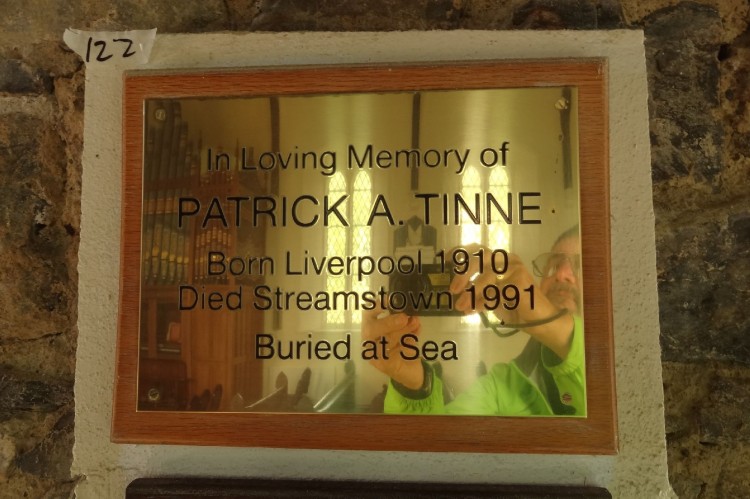 122
In Loving Memory of
PATRICK A. TINNE
Born Liverpool 1910
Died Streamstown 1991
Buried at Sea